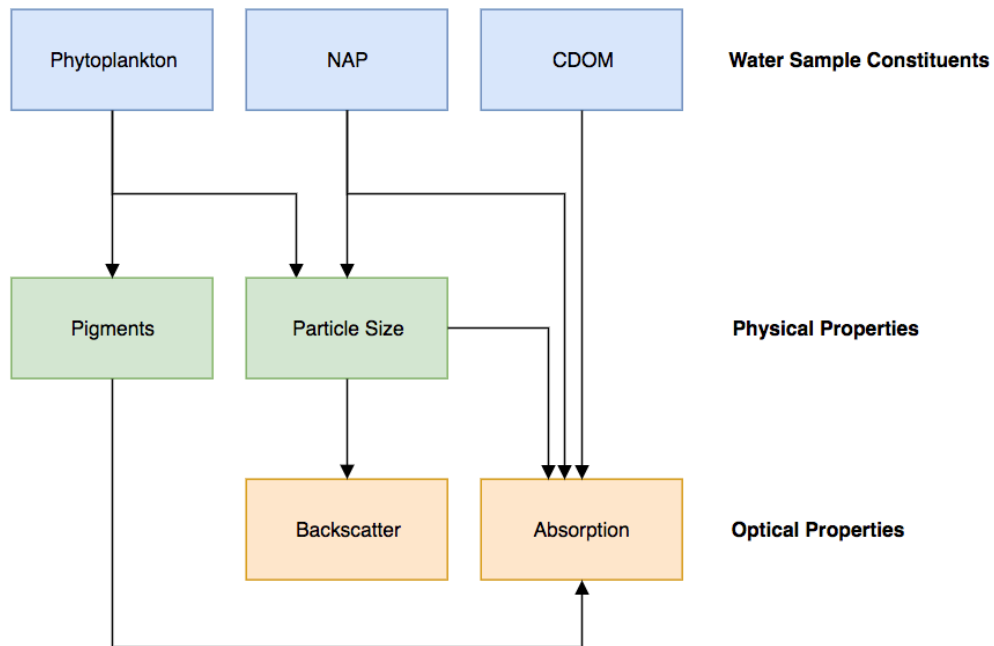 Phytoplankton
NAP
CDOM
Water Sample Constituents
Pigments
Particle Size
Physical Properties
Backscatter
Absorption
Optical Properties